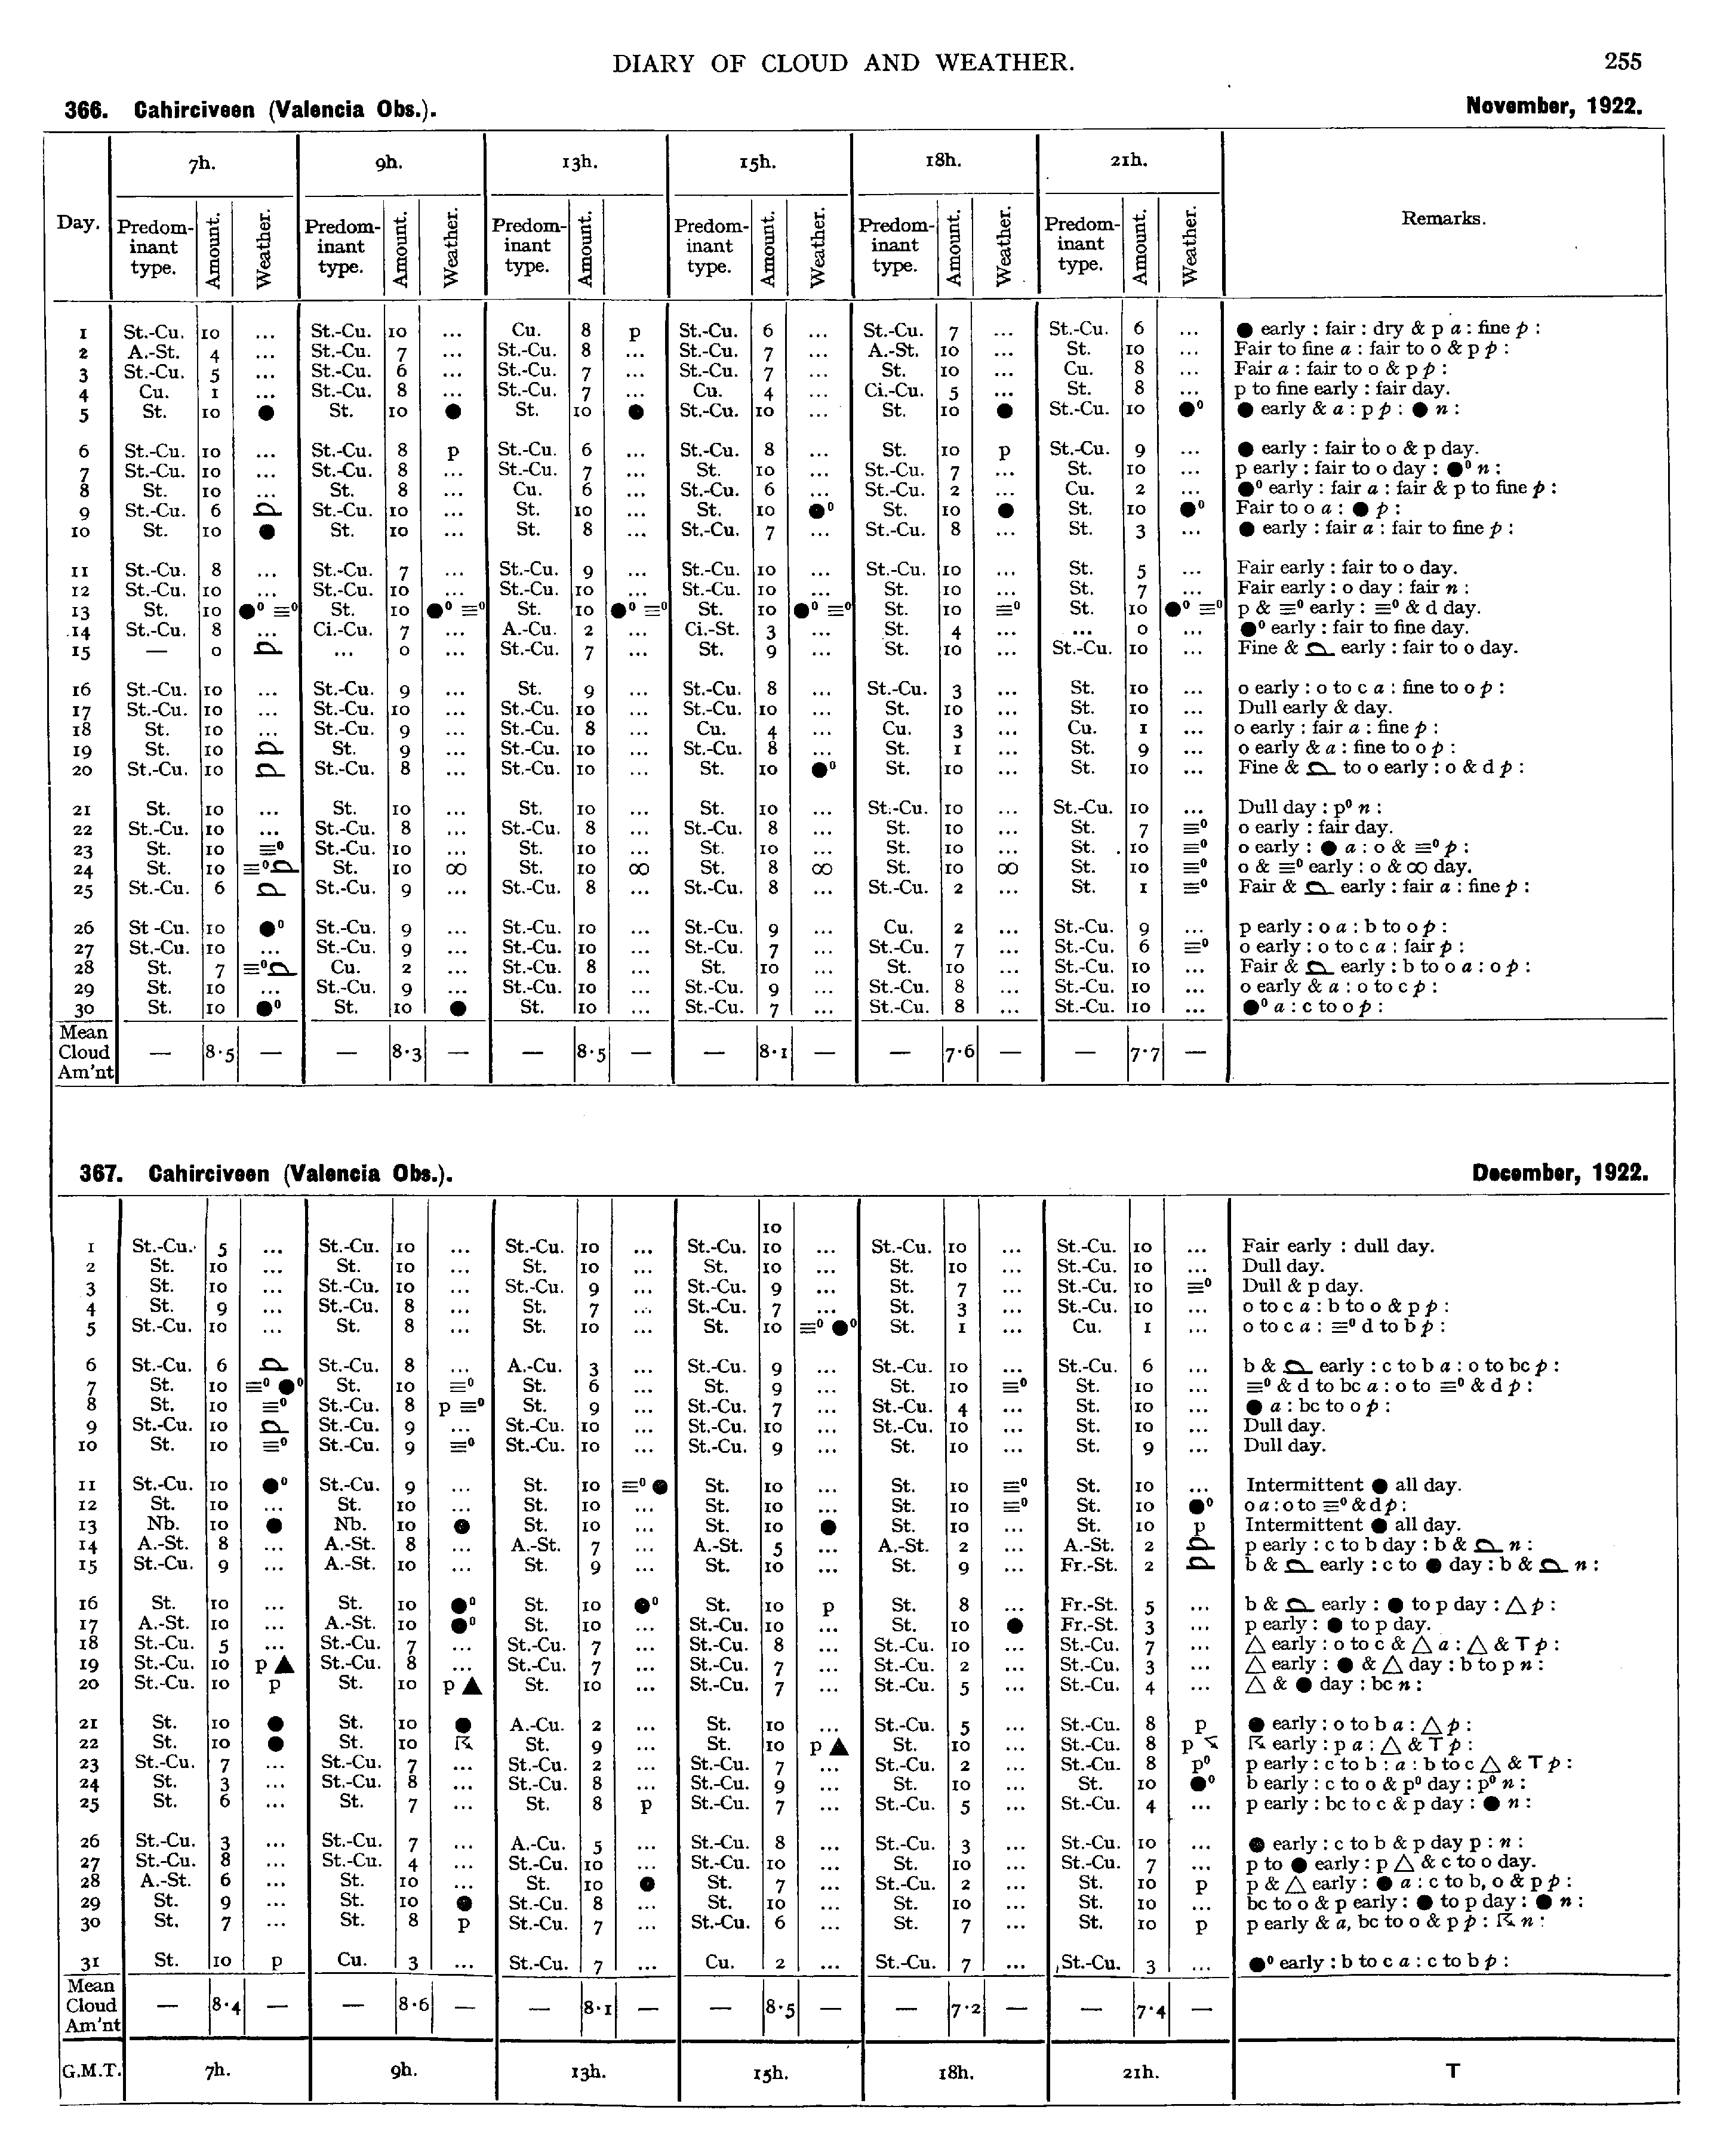 DIARY OF CLOUD AND WEATHER. 255
366. Cahirciveen (Valencia Obs.). November, 1922.
Day. 7h. 9h. 13h. 15h. 18h. 21h. Remarks.
Predominant type. Amount. Weather. Predominant type. Amount. Weather. Predominant type. Amount. Predominant type. Amount. Weather. Predominant type. Amount. Weather. Predominant type. Amount. Weather.
1 St.-Cu. 10 ... St.-Cu. 10 ... Cu. 8 p St.-Cu. 6 ... St.-Cu. 7 ... St.-Cu. 6 ... ● early : fair : dry & p a : fine p :
2 A.-St. 4 ... St.-Cu. 7 ... St.-Cu. 8 ... St.-Cu. 7 ... A.-St. 10 ... St. 10 ... Fair to fine a : fair to o & p p :
3 St.-Cu. 5 ... St.-Cu. 6 ... St.-Cu. 7 ... St.-Cu. 7 ... St. 10 ... Cu. 8 ... Fair a : fair to o & p p :
4 Cu. 1 ... St.-Cu. 8 ... St.-Cu. 7 ... Cu. 4 ... Ci.-Cu. 5 ... St. 8 ... p to fine early : fair day.
5 St. 10 ● St. 10 ● St. 10 ● St.-Cu. 10 ... St. 10 ● St.-Cu. 10 ●⁰ ● early & a : p p : ● n :
6 St.-Cu. 10 ... St.-Cu. 8 p St.-Cu. 6 ... St.-Cu. 8 ... St. 10 p St.-Cu. 9 ... ● early : fair to o & p day.
7 St.-Cu. 10 ... St.-Cu. 8 ... St.-Cu. 7 ... St. 10 ... St.-Cu. 7 ... St. 10 ... p early : fair to o day : ●⁰ n :
8 St. 10 ... St. 8 ... Cu. 6 ... St.-Cu. 6 ... St.-Cu. 2 ... Cu. 2 ... ●⁰ early : fair a : fair & p to fine p :
9 St.-Cu. 6 ⌓ St.-Cu. 10 ... St. 10 ... St. 10 ●⁰ St. 10 ● St. 10 ●⁰ Fair to o a : ● p :
10 St. 10 ● St. 10 ... St. 8 ... St.-Cu. 7 ... St.-Cu. 8 ... St. 3 ... ● early : fair a : fair to fine p :
11 St.-Cu. 8 ... St.-Cu. 7 ... St.-Cu. 9 ... St.-Cu. 10 ... St.-Cu. 10 ... St. 5 ... Fair early : fair to o day.
12 St.-Cu. 10 ... St.-Cu. 10 ... St.-Cu. 10 ... St.-Cu. 10 ... St. 10 ... St. 7 ... Fair early : o day : fair n :
13 St. 10 ●⁰ ≡⁰ St. 10 ●⁰ ≡⁰ St. 10 ●⁰ ≡⁰ St. 10 ●⁰ ≡⁰ St. 10 ≡⁰ St. 10 ●⁰ ≡⁰ p & ≡⁰ early : ≡⁰ & d day.
14 St.-Cu. 8 ... Ci.-Cu. 7 ... A.-Cu. 2 ... Ci.-St. 3 ... St. 4 ... ... 0 ... ●⁰ early : fair to fine day.
15 — 0 ⌓ ... 0 ... St.-Cu. 7 ... St. 9 ... St. 10 ... St.-Cu. 10 ... Fine & ⌓ early : fair to o day.
16 St.-Cu. 10 ... St.-Cu. 9 ... St. 9 ... St.-Cu. 8 ... St.-Cu. 3 ... St. 10 ... o early : o to c a : fine to o p :
17 St.-Cu. 10 ... St.-Cu. 10 ... St.-Cu. 10 ... St.-Cu. 10 ... St. 10 ... St. 10 ... Dull early & day.
18 St. 10 ... St.-Cu. 9 ... St.-Cu. 8 ... Cu. 4 ... Cu. 3 ... Cu. 1 ... o early : fair a : fine p :
19 St. 10 ⌓ St. 9 ... St.-Cu. 10 ... St.-Cu. 8 ... St. 1 ... St. 9 ... o early & a : fine to o p :
20 St.-Cu. 10 ⌓ St.-Cu. 8 ... St.-Cu. 10 ... St. 10 ●⁰ St. 10 ... St. 10 ... Fine & ⌓ to o early : o & d p :
21 St. 10 ... St. 10 ... St. 10 ... St. 10 ... St.-Cu. 10 ... St.-Cu. 10 ... Dull day : p⁰ n :
22 St.-Cu. 10 ... St.-Cu. 8 ... St.-Cu. 8 ... St.-Cu. 8 ... St. 10 ... St. 7 ≡⁰ o early : fair day.
23 St. 10 ≡⁰ St.-Cu. 10 ... St. 10 ... St. 10 ... St. 10 ... St. 10 ≡⁰ o early : ● a : o & ≡⁰ p :
24 St. 10 ≡⁰⌓ St. 10 ∞ St. 10 ∞ St. 8 ∞ St. 10 ∞ St. 10 ≡⁰ o & ≡⁰ early : o & ∞ day.
25 St.-Cu. 6 ⌓ St.-Cu. 9 ... St.-Cu. 8 ... St.-Cu. 8 ... St.-Cu. 2 ... St. 1 ≡⁰ Fair & ⌓ early : fair a : fine p :
26 St-Cu. 10 ●⁰ St.-Cu. 9 ... St.-Cu. 10 ... St.-Cu. 9 ... Cu. 2 ... St.-Cu. 9 ... p early : o a : b to o p :
27 St.-Cu. 10 ... St.-Cu. 9 ... St.-Cu. 10 ... St.-Cu. 7 ... St.-Cu. 7 ... St.-Cu. 6 ≡⁰ o early : o to c a : fair p :
28 St. 7 ≡⁰⌓ Cu. 2 ... St.-Cu. 8 ... St. 10 ... St. 10 ... St.-Cu. 10 ... Fair & ⌓ early : b to o a : o p :
29 St. 10 ... St.-Cu. 9 ... St.-Cu. 10 ... St.-Cu. 9 ... St.-Cu. 8 ... St.-Cu. 10 ... o early & a : o to c p :
30 St. 10 ●⁰ St. 10 ● St. 10 ... St.-Cu. 7 ... St.-Cu. 8 ... St.-Cu. 10 ... ●⁰ a : c to o p :
Mean Cloud Am'nt — 8·5 — — 8·3 — — 8·5 — — 8·1 — — 7·6 — — 7·7 —
367. Cahirciveen (Valencia Obs.). December, 1922.
10
1 St.-Cu. 5 ... St.-Cu. 10 ... St.-Cu. 10 ... St.-Cu. 10 ... St.-Cu. 10 ... St.-Cu. 10 ... Fair early : dull day.
2 St. 10 ... St. 10 ... St. 10 ... St. 10 ... St. 10 ... St.-Cu. 10 ... Dull day.
3 St. 10 ... St.-Cu. 10 ... St.-Cu. 9 ... St.-Cu. 9 ... St. 7 ... St.-Cu. 10 ≡⁰ Dull & p day.
4 St. 9 ... St.-Cu. 8 ... St. 7 ... St.-Cu. 7 ... St. 3 ... St.-Cu. 10 ... o to c a : b to o & p p :
5 St.-Cu. 10 ... St. 8 ... St. 10 ... St. 10 ≡⁰ ●⁰ St. 1 ... Cu. 1 ... o to c a : ≡⁰ d to b p :
6 St.-Cu. 6 ⌓ St.-Cu. 8 ... A.-Cu. 3 ... St.-Cu. 9 ... St.-Cu. 10 ... St.-Cu. 6 ... b & ⌓ early : c to b a : o to bc p :
7 St. 10 ≡⁰ ●⁰ St. 10 ≡⁰ St. 6 ... St. 9 ... St. 10 ≡⁰ St. 10 ... ≡⁰ & d to bc a : o to ≡⁰ & d p :
8 St. 10 ≡⁰ St.-Cu. 8 p ≡⁰ St. 9 ... St.-Cu. 7 ... St.-Cu. 4 ... St. 10 ... ● a : bc to o p :
9 St.-Cu. 10 ⌓ St.-Cu. 9 ... St.-Cu. 10 ... St.-Cu. 10 ... St.-Cu. 10 ... St. 10 ... Dull day.
10 St. 10 ≡⁰ St.-Cu. 9 ≡⁰ St.-Cu. 10 ... St.-Cu. 9 ... St. 10 ... St. 9 ... Dull day.
11 St.-Cu. 10 ●⁰ St.-Cu. 9 ... St. 10 ≡⁰ ● St. 10 ... St. 10 ≡⁰ St. 10 ... Intermittent ● all day.
12 St. 10 ... St. 10 ... St. 10 ... St. 10 ... St. 10 ≡⁰ St. 10 ●⁰ o a : o to ≡⁰ & d p :
13 Nb. 10 ● Nb. 10 ● St. 10 ... St. 10 ● St. 10 ... St. 10 p Intermittent ● all day.
14 A.-St. 8 ... A.-St. 8 ... A.-St. 7 ... A.-St. 5 ... A.-St. 2 ... A.-St. 2 ⌓ p early : c to b day : b & ⌓ n :
15 St.-Cu. 9 ... A.-St. 10 ... St. 9 ... St. 10 ... St. 9 ... Fr.-St. 2 ⌓ b & ⌓ early : c to ● day : b & ⌓ n :
16 St. 10 ... St. 10 ●⁰ St. 10 ●⁰ St. 10 p St. 8 ... Fr.-St. 5 ... b & ⌓ early : ● to p day : △ p :
17 A.-St. 10 ... A.-St. 10 ●⁰ St. 10 ... St.-Cu. 10 ... St. 10 ● Fr.-St. 3 ... p early : ● to p day.
18 St.-Cu. 5 ... St.-Cu. 7 ... St.-Cu. 7 ... St.-Cu. 8 ... St.-Cu. 10 ... St.-Cu. 7 ... △ early : o to c & △ a : △ & T p :
19 St.-Cu. 10 p ▲ St.-Cu. 8 ... St.-Cu. 7 ... St.-Cu. 7 ... St.-Cu. 2 ... St.-Cu. 3 ... △ early : ● & △ day : b to p n :
20 St.-Cu. 10 p St. 10 p ▲ St. 10 ... St.-Cu. 7 ... St.-Cu. 5 ... St.-Cu. 4 ... △ & ● day : bc n :
21 St. 10 ● St. 10 ● A.-Cu. 2 ... St. 10 ... St.-Cu. 5 ... St.-Cu. 8 p ● early : o to b a : △ p :
22 St. 10 ● St. 10 ☈ St. 9 ... St. 10 p ▲ St. 10 ... St.-Cu. 8 p ☇ ☈ early : p a : △ & T p :
23 St.-Cu. 7 ... St.-Cu. 7 ... St.-Cu. 2 ... St.-Cu. 7 ... St.-Cu. 2 ... St.-Cu. 8 p⁰ p early : c to b : a : b to c △ & T p :
24 St. 3 ... St.-Cu. 8 ... St.-Cu. 8 ... St.-Cu. 9 ... St. 10 ... St. 10 ●⁰ b early : c to o & p⁰ day : p⁰ n :
25 St. 6 ... St. 7 ... St. 8 p St.-Cu. 7 ... St.-Cu. 5 ... St.-Cu. 4 ... p early : bc to c & p day : ● n :
26 St.-Cu. 3 ... St.-Cu. 7 ... A.-Cu. 5 ... St.-Cu. 8 ... St.-Cu. 3 ... St.-Cu. 10 ... ● early : c to b & p day p : n :
27 St.-Cu. 8 ... St.-Cu. 4 ... St.-Cu. 10 ... St.-Cu. 10 ... St. 10 ... St.-Cu. 7 ... p to ● early : p △ & c to o day.
28 A.-St. 6 ... St. 10 ... St. 10 ● St. 7 ... St.-Cu. 2 ... St. 10 p p & △ early : ● a : c to b, o & p p :
29 St. 9 ... St. 10 ● St.-Cu. 8 ... St. 10 ... St. 10 ... St. 10 ... bc to o & p early : ● to p day : ● n :
30 St. 7 ... St. 8 p St.-Cu. 7 ... St.-Cu. 6 ... St. 7 ... St. 10 p p early & a, bc to o & p p : ☈ n :
31 St. 10 p Cu. 3 ... St.-Cu. 7 ... Cu. 2 ... St.-Cu. 7 ... St.-Cu. 3 ... ●⁰ early : b to c a : c to b p :
Mean Cloud Am'nt — 8·4 — — 8·6 — — 8·1 — — 8·5 — — 7·2 — — 7·4 —
G.M.T. 7h. 9h. 13h. 15h. 18h. 21h. T